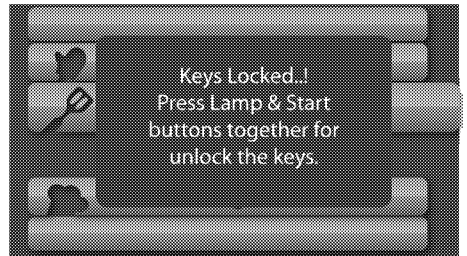 Keys Locked..!
Press Lamp & Start
buttons together for
unlock the keys.